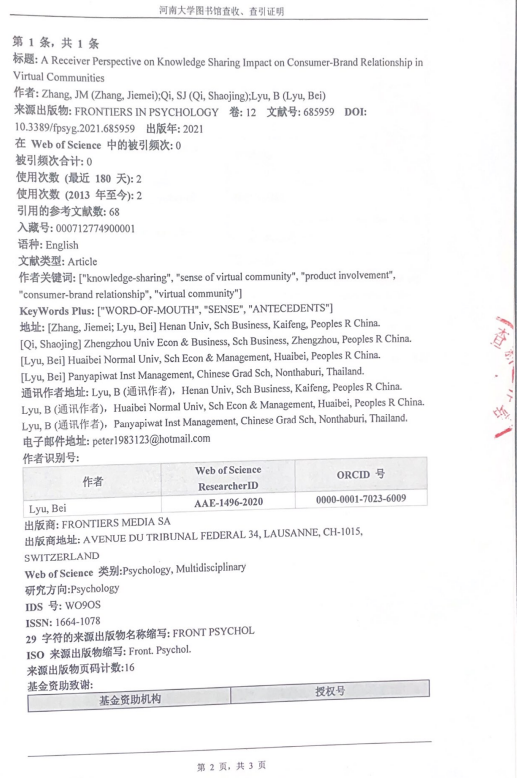 河南大学图书馆查收、查引证明
第 1 条，共 1 条
标题: A Receiver Perspective on Knowledge Sharing Impact on Consumer-Brand Relationship in
Virtual Communities
作者: Zhang, JM (Zhang, Jiemei);Qi, SJ (Qi, Shaojing);Lyu, B (Lyu, Bei)
来源出版物: FRONTIERS IN PSYCHOLOGY 卷: 12 文献号: 685959 DOI:
10.3389/fpsyg.2021.685959 出版年: 2021
在 Web of Science 中的被引频次: 0
被引频次合计: 0
使用次数 (最近 180 天): 2
使用次数 (2013 年至今): 2
引用的参考文献数: 68
入藏号: 000712774900001
语种: English
文献类型: Article
作者关键词: ["knowledge-sharing", "sense of virtual community", "product involvement",
"consumer-brand relationship", "virtual community"]
KeyWords Plus: ["WORD-OF-MOUTH", "SENSE", "ANTECEDENTS"]
地址: [Zhang, Jiemei; Lyu, Bei] Henan Univ, Sch Business, Kaifeng, Peoples R China.
[Qi, Shaojing] Zhengzhou Univ Econ & Business, Sch Business, Zhengzhou, Peoples R China.
[Lyu, Bei] Huaibei Normal Univ, Sch Econ & Management, Huaibei, Peoples R China.
[Lyu, Bei] Panyapiwat Inst Management, Chinese Grad Sch, Nonthaburi, Thailand.
通讯作者地址: Lyu, B (通讯作者)，Henan Univ, Sch Business, Kaifeng, Peoples R China.
Lyu, B (通讯作者)，Huaibei Normal Univ, Sch Econ & Management, Huaibei, Peoples R China.
Lyu, B (通讯作者)，Panyapiwat Inst Management, Chinese Grad Sch, Nonthaburi, Thailand.
电子邮件地址: peter1983123@hotmail.com
作者识别号:
作者 Web of Science ResearcherID ORCID 号
Lyu, Bei AAE-1496-2020 0000-0001-7023-6009
出版商: FRONTIERS MEDIA SA
出版商地址: AVENUE DU TRIBUNAL FEDERAL 34, LAUSANNE, CH-1015,
SWITZERLAND
Web of Science 类别:Psychology, Multidisciplinary
研究方向:Psychology
IDS 号: WO9OS
ISSN: 1664-1078
29 字符的来源出版物名称缩写: FRONT PSYCHOL
ISO 来源出版物缩写: Front. Psychol.
来源出版物页码计数:16
基金资助致谢:
基金资助机构 授权号
第 2 页，共 3 页